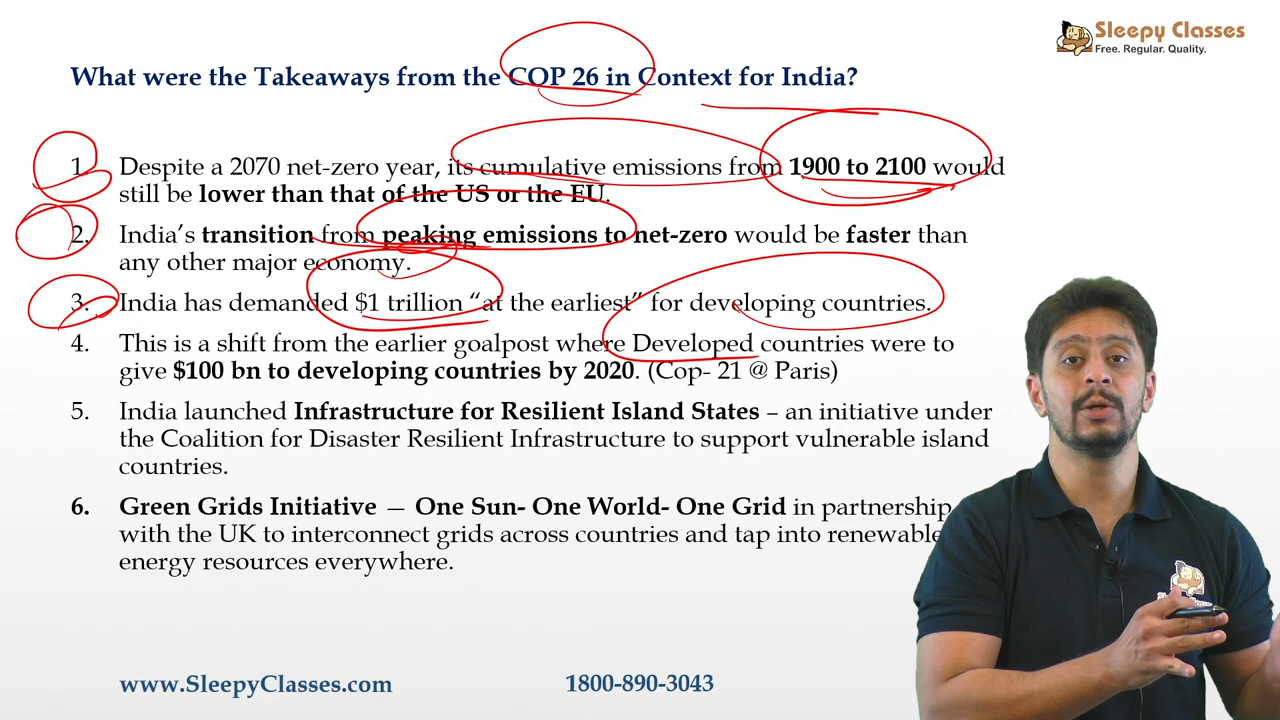 Sleepy Classes
Free. Regular. Quality.
What were the Takeaways from the COP 26 in Context for India?
1. Despite a 2070 net-zero year, its cumulative emissions from 1900 to 2100 would
still be lower than that of the US or the EU.
2. India's transition from peaking emissions to net-zero would be faster than
any other major economy.
3. India has demanded $1 trillion “at the earliest” for developing countries.
4. This is a shift from the earlier goalpost where Developed countries were to
give $100 bn to developing countries by 2020. (Cop- 21 @ Paris)
5. India launched Infrastructure for Resilient Island States – an initiative under
the Coalition for Disaster Resilient Infrastructure to support vulnerable island
countries.
6. Green Grids Initiative — One Sun- One World- One Grid in partnership
with the UK to interconnect grids across countries and tap into renewable
energy resources everywhere.
www.SleepyClasses.com
1800-890-3043